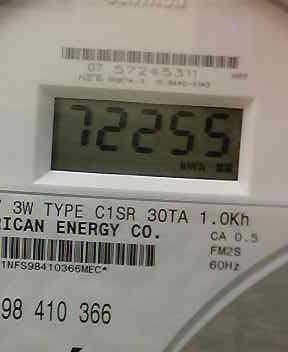 07 57245311
72255
kWh
3W TYPE C1SR 30TA 1.0Kh
RICAN ENERGY CO.
CA 0.5
FM2S
60Hz
1NFS98410366MEC*
98 410 366